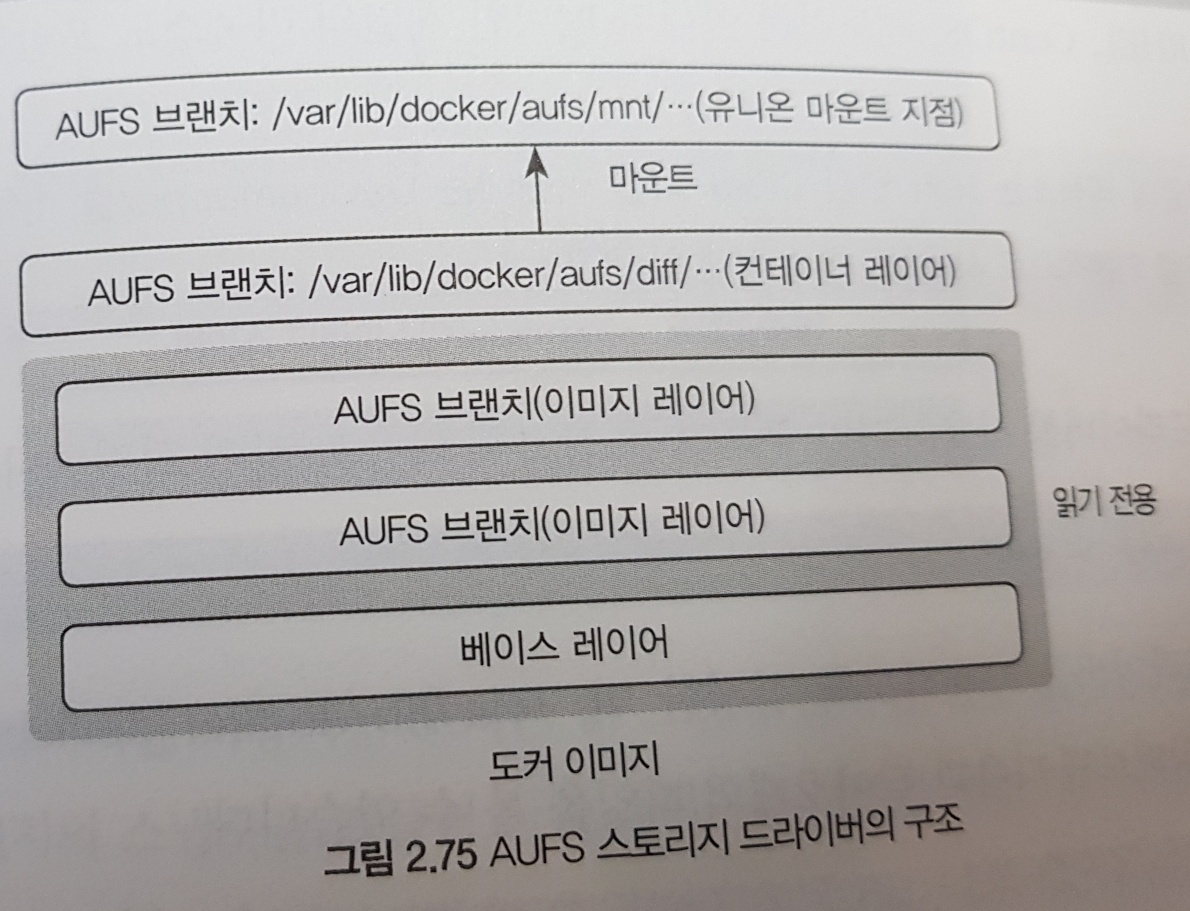 AUFS 브랜치: /var/lib/docker/aufs/mnt/…(유니온 마운트 지점)
마운트
AUFS 브랜치: /var/lib/docker/aufs/diff/…(컨테이너 레이어)
AUFS 브랜치(이미지 레이어)
AUFS 브랜치(이미지 레이어)
읽기 전용
베이스 레이어
도커 이미지
그림 2.75 AUFS 스토리지 드라이버의 구조